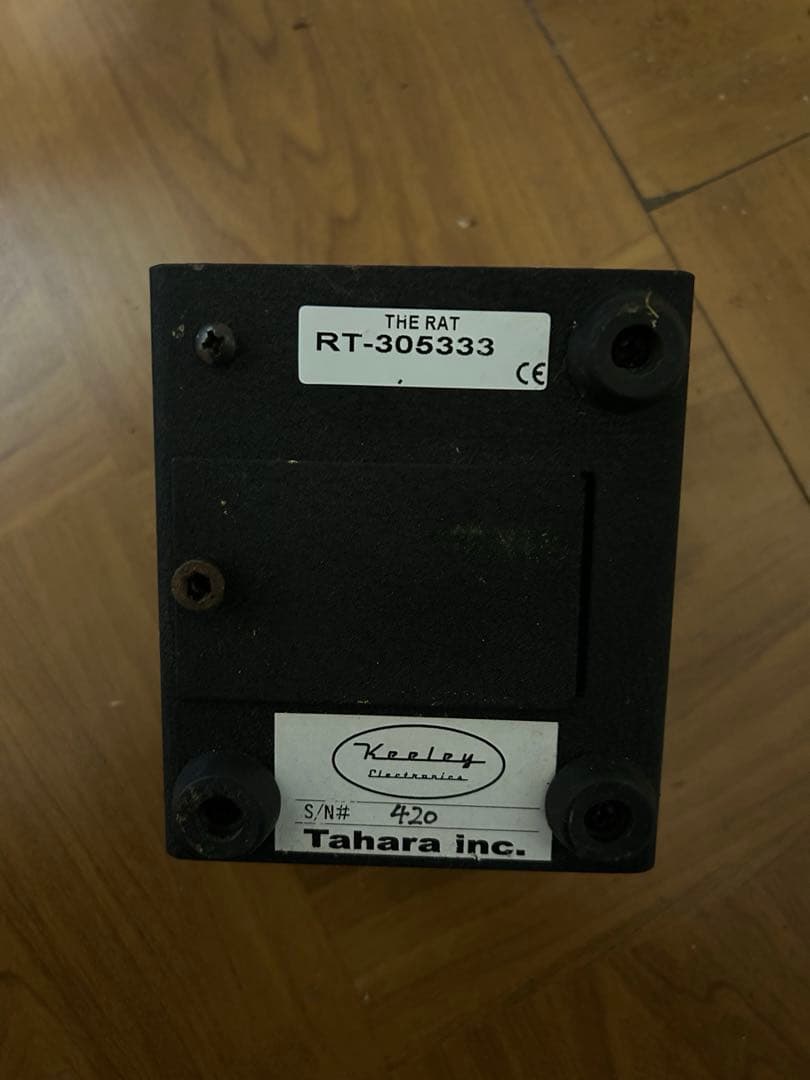 THE RAT
RT-305333
CE
Keeley
Electronics
S/N# 420
Tahara inc.